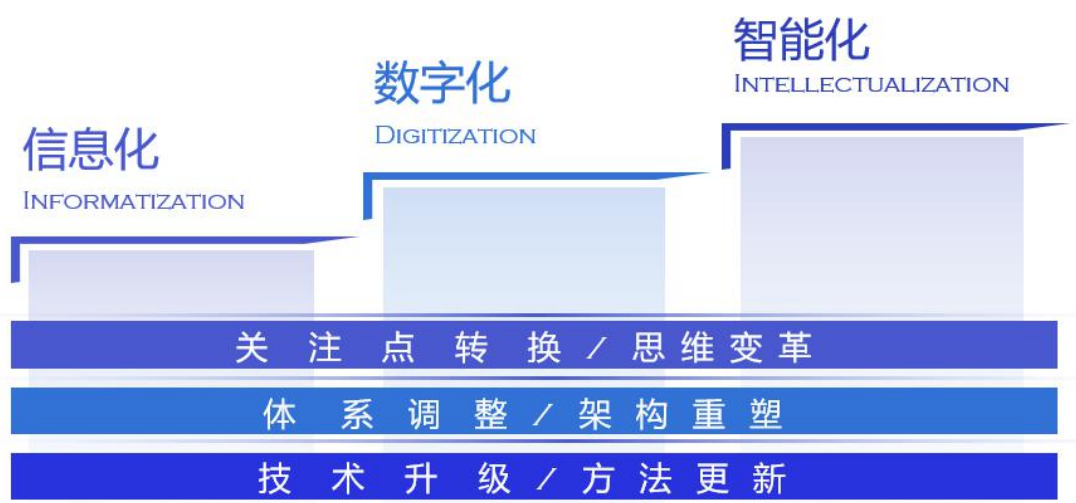 信息化
INFORMATIZATION
数字化
DIGITIZATION
智能化
INTELLECTUALIZATION
关注点转换/思维变革
体系调整/架构重塑
技术升级/方法更新